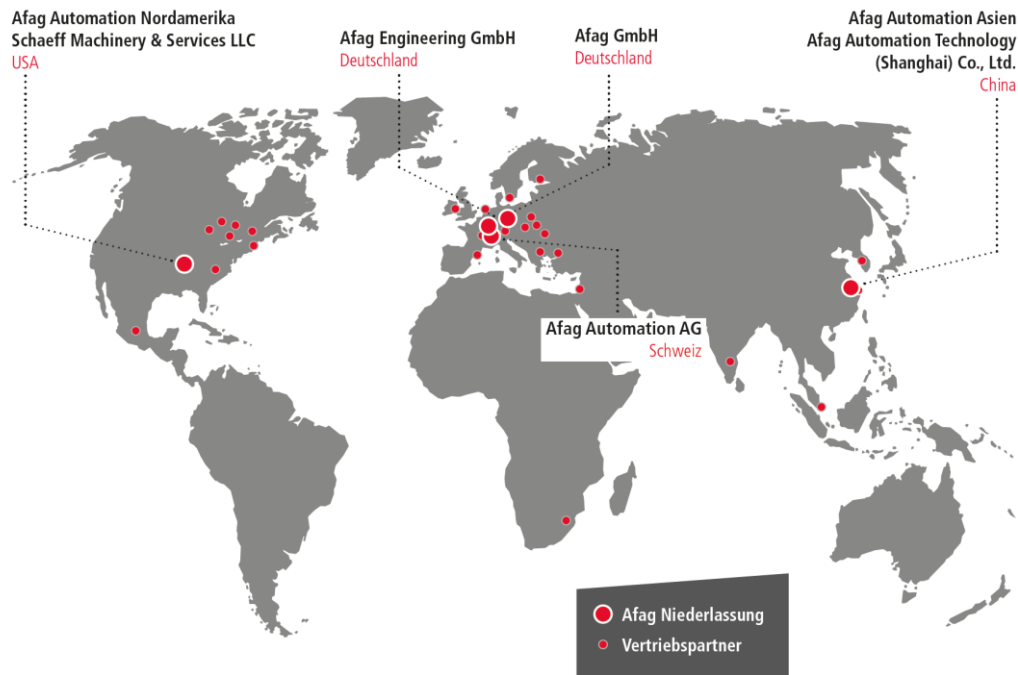 Afag Automation Nordamerika
Schaeff Machinery & Services LLC
USA
Afag Engineering GmbH
Deutschland
Afag GmbH
Deutschland
Afag Automation Asien
Afag Automation Technology
(Shanghai) Co., Ltd.
China
Afag Automation AG
Schweiz
Afag Niederlassung
Vertriebspartner